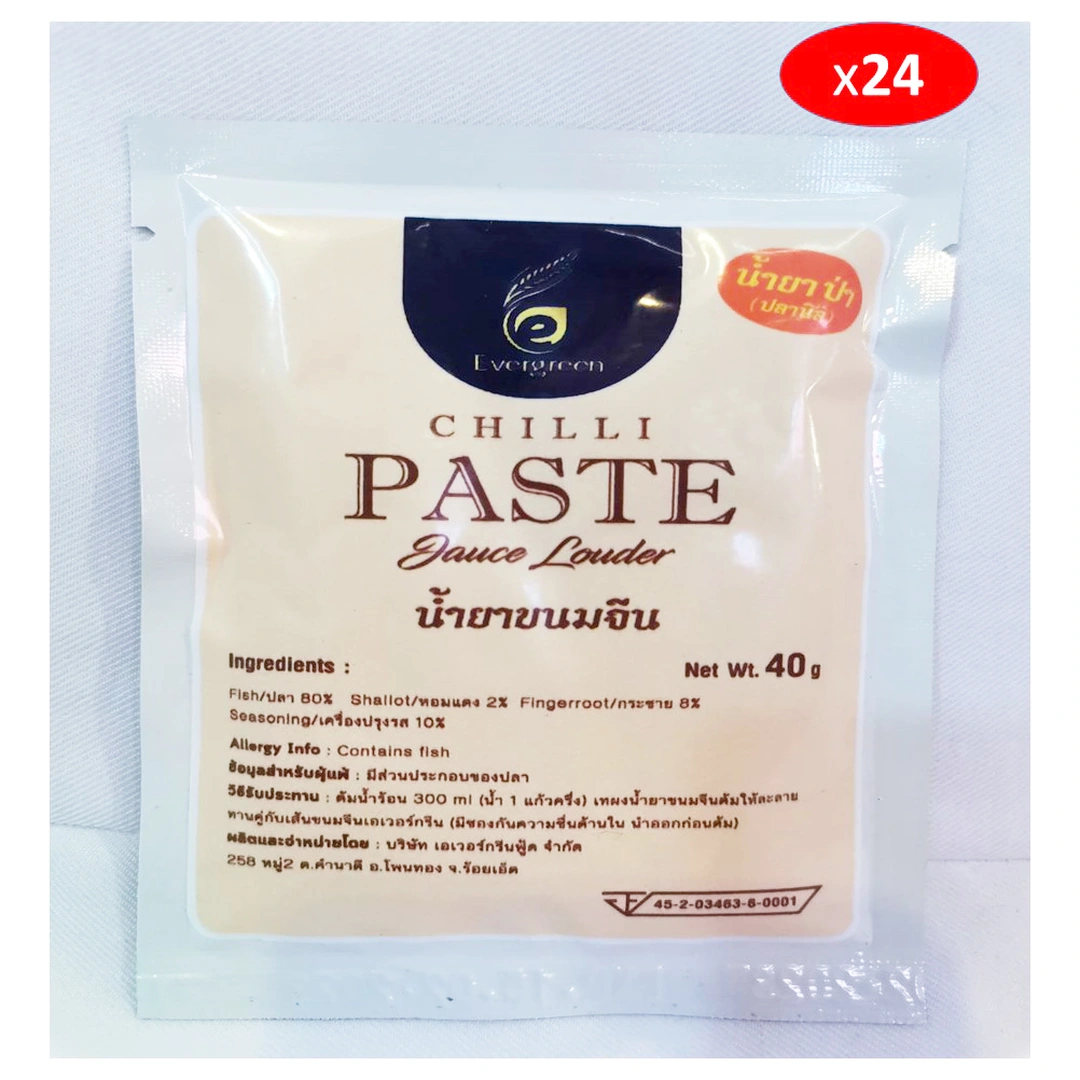 x24
น้ำยาป่า
(ปลานิล)
e
Evergreen
CHILLI
PASTE
Jauce Louder
น้ำยาขนมจีน
Ingredients :
Net Wt. 40 g
Fish/ปลา 80% Shallot/หอมแดง 2% Fingerroot/กระชาย 8%
Seasoning/เครื่องปรุงรส 10%
Allergy Info : Contains fish
ข้อมูลสำหรับผู้แพ้ : มีส่วนประกอบของปลา
วิธีรับประทาน : ต้มน้ำร้อน 300 ml (น้ำ 1 แก้วครึ่ง) เทผงน้ำยาขนมจีนต้มให้ละลาย
ทานคู่กับเส้นขนมจีนเอเวอร์กรีน (มีซองกันความชื้นด้านใน นำออกก่อนต้ม)
ผลิตและจำหน่ายโดย : บริษัท เอเวอร์กรีนฟู้ด จำกัด
258 หมู่2 ต.คำนาดี อ.โพนทอง จ.ร้อยเอ็ด
45-2-03463-6-0001